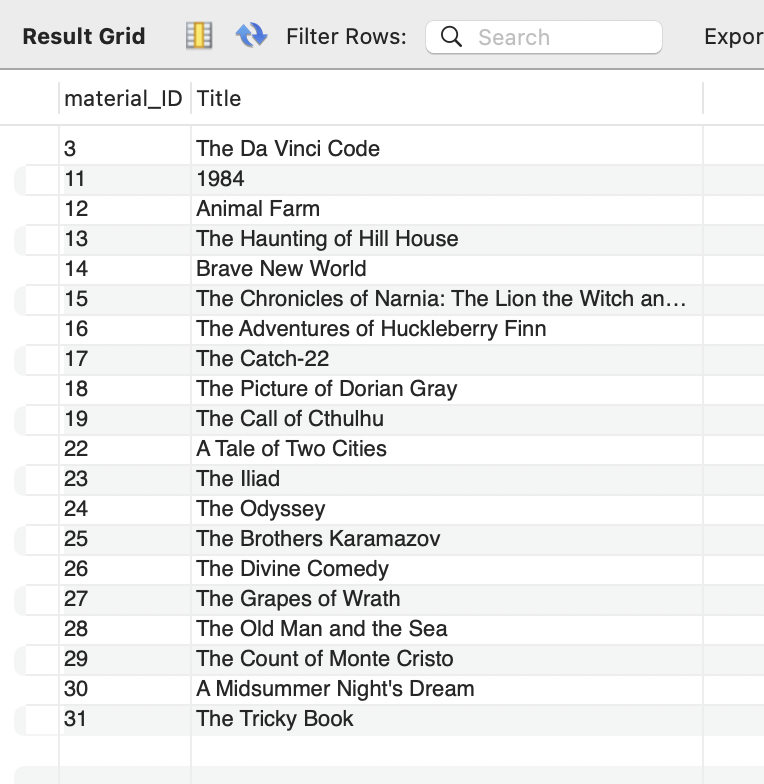 Result Grid Filter Rows: Search Expor
material_ID Title
3 The Da Vinci Code
11 1984
12 Animal Farm
13 The Haunting of Hill House
14 Brave New World
15 The Chronicles of Narnia: The Lion the Witch an...
16 The Adventures of Huckleberry Finn
17 The Catch-22
18 The Picture of Dorian Gray
19 The Call of Cthulhu
22 A Tale of Two Cities
23 The Iliad
24 The Odyssey
25 The Brothers Karamazov
26 The Divine Comedy
27 The Grapes of Wrath
28 The Old Man and the Sea
29 The Count of Monte Cristo
30 A Midsummer Night's Dream
31 The Tricky Book